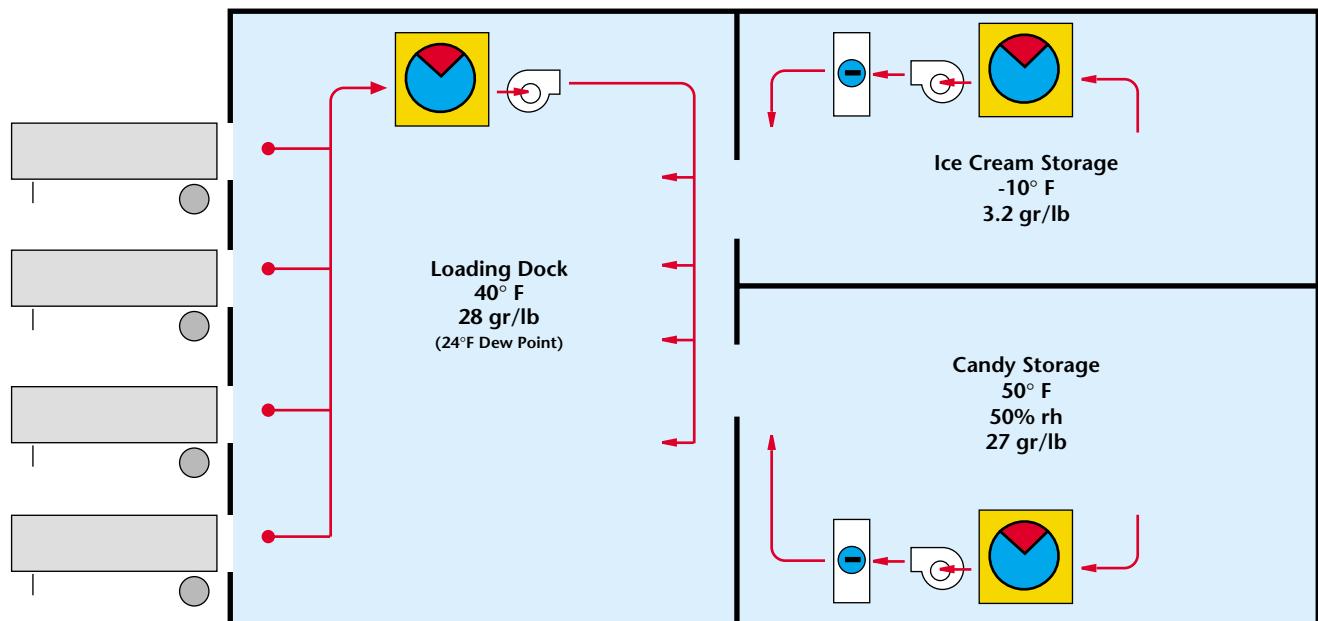 Ice Cream Storage
-10° F
3.2 gr/lb
Loading Dock
40° F
28 gr/lb
(24°F Dew Point)
Candy Storage
50° F
50% rh
27 gr/lb